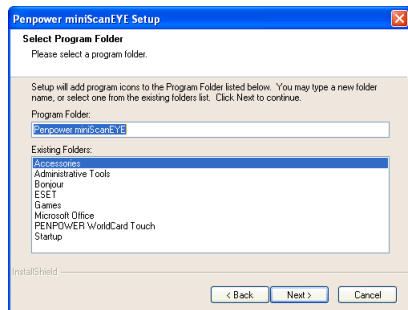 Penpower miniScanEYE Setup
Select Program Folder
Please select a program folder.
Setup will add program icons to the Program Folder listed below. You may type a new folder
name, or select one from the existing folders list. Click Next to continue.
Program Folder:
Penpower miniScanEYE
Existing Folders:
Accessories
Administrative Tools
Bonjour
ESET
Games
Microsoft Office
PENPOWER WorldCard Touch
Startup
InstallShield
< Back Next > Cancel